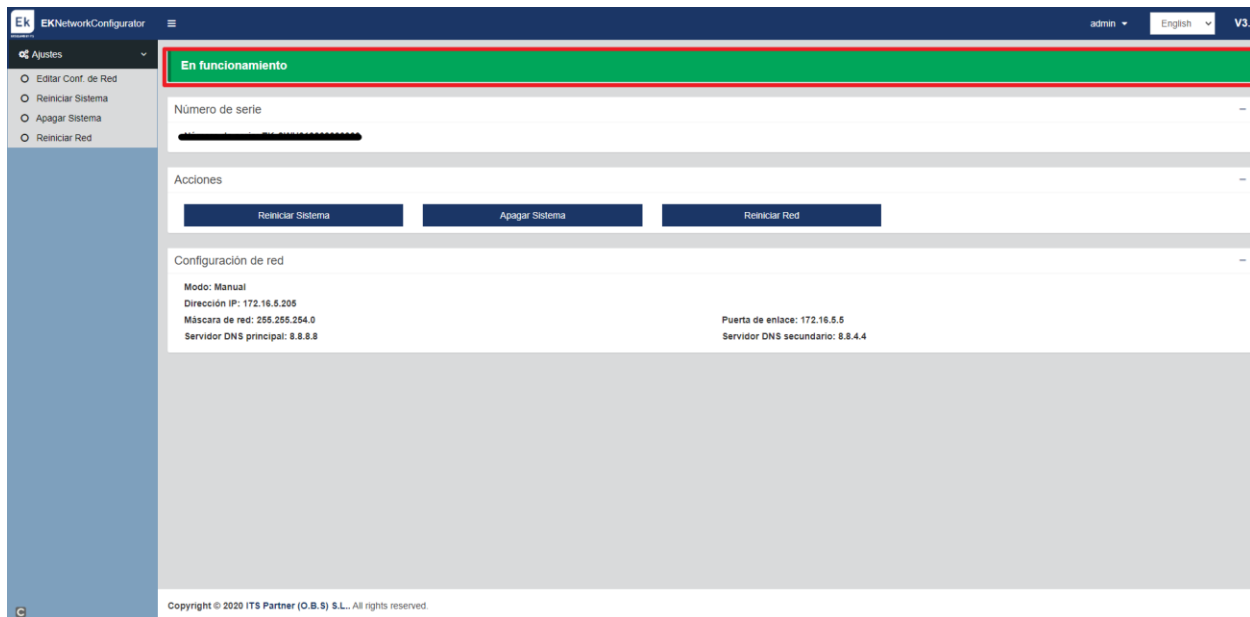 Ek EKNetworkConfigurator
admin
English
V3.
Ajustes
Editar Conf. de Red
Reiniciar Sistema
Apagar Sistema
Reiniciar Red
En funcionamiento
Número de serie
Acciones
Reiniciar Sistema
Apagar Sistema
Reiniciar Red
Configuración de red
Modo: Manual
Dirección IP: 172.16.5.205
Máscara de red: 255.255.254.0
Puerta de enlace: 172.16.5.5
Servidor DNS principal: 8.8.8.8
Servidor DNS secundario: 8.8.4.4
Copyright © 2020 ITS Partner (O.B.S) S.L.. All rights reserved.